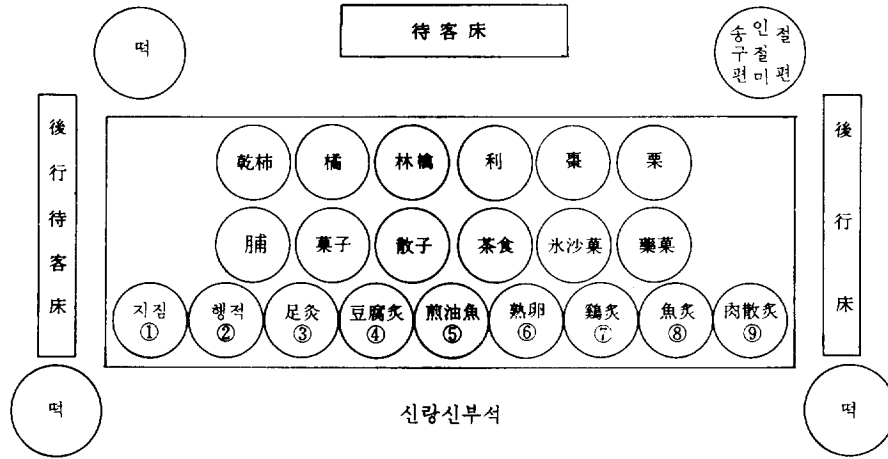 떡
待客床
송 인 절
구 절
편 미 편
後行待客床
後行床
乾柿 橘 林檎 利 棗 栗
脯 菓子 散子 茶食 氷沙菓 藥菓
지짐 행적 足灸 豆腐炙 煎油魚 熟卵 鷄炙 魚炙 肉散炙
① ② ③ ④ ⑤ ⑥ ⑦ ⑧ ⑨
떡
신랑신부석
떡